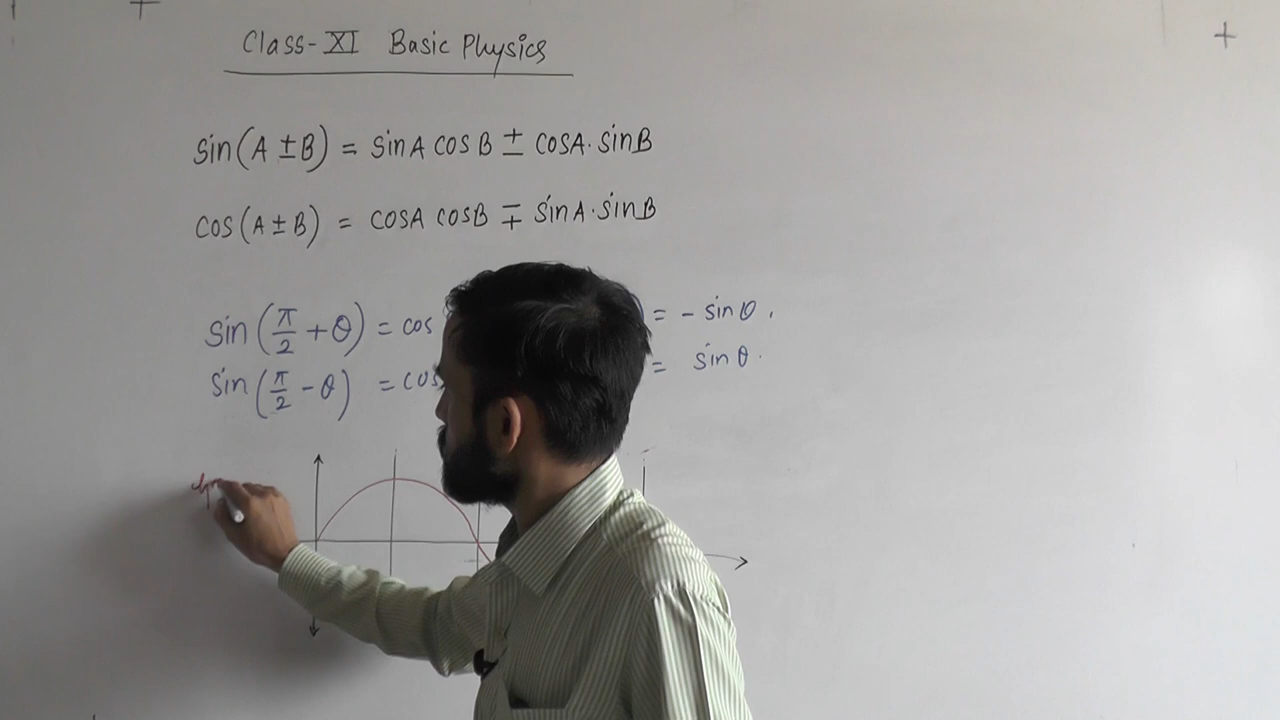 Class-XI Basic Physics
sin(A ± B) = sinA cosB ± cosA·sinB
cos(A ± B) = cosA cosB ∓ sinA·sinB
sin(π/2 + θ) = cos = - sinθ.
sin(π/2 - θ) = cos = sinθ.